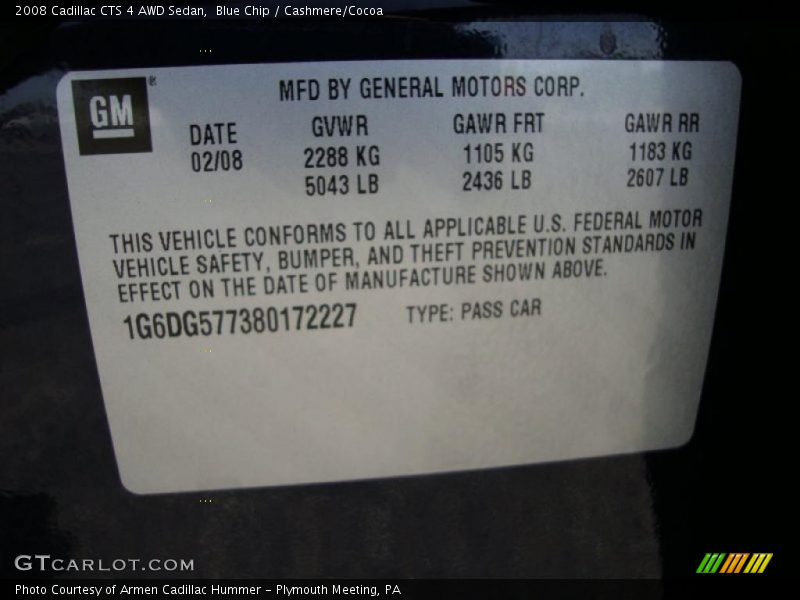 2008 Cadillac CTS 4 AWD Sedan,  Blue Chip / Cashmere/Cocoa
GM ®
MFD BY GENERAL MOTORS CORP.
DATE GVWR GAWR FRT GAWR RR
02/08 2288 KG 1105 KG 1183 KG
5043 LB 2436 LB 2607 LB
THIS VEHICLE CONFORMS TO ALL APPLICABLE U.S. FEDERAL MOTOR
VEHICLE SAFETY, BUMPER, AND THEFT PREVENTION STANDARDS IN
EFFECT ON THE DATE OF MANUFACTURE SHOWN ABOVE.
1G6DG577380172227 TYPE: PASS CAR
GTCARLOT.COM
Photo Courtesy of Armen Cadillac Hummer - Plymouth Meeting, PA